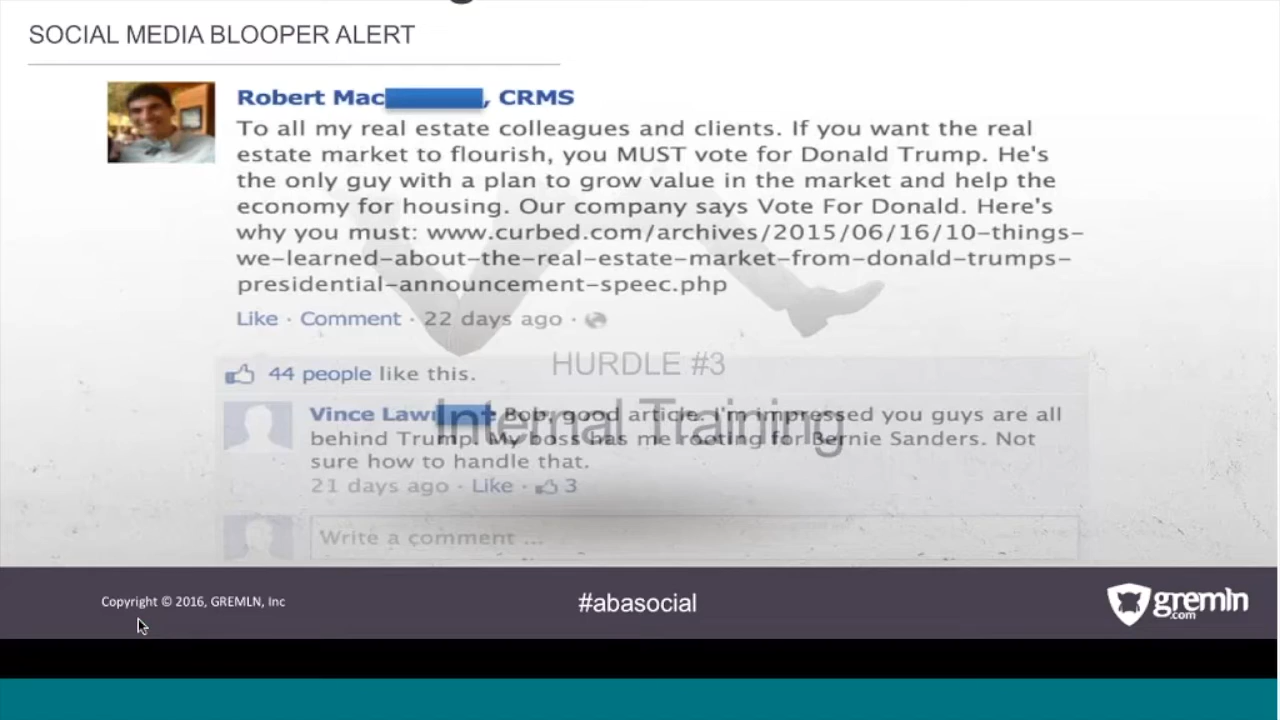 SOCIAL MEDIA BLOOPER ALERT
Robert Mac , CRMS
To all my real estate colleagues and clients. If you want the real
estate market to flourish, you MUST vote for Donald Trump. He's
the only guy with a plan to grow value in the market and help the
economy for housing. Our company says Vote For Donald. Here's
why you must: www.curbed.com/archives/2015/06/16/10-things-
we-learned-about-the-real-estate-market-from-donald-trumps-
presidential-announcement-speec.php
Like · Comment · 22 days ago ·
HURDLE #3
44 people like this.
Internal Training
Vince Law Bob, good article. I'm impressed you guys are all
behind Trump. My boss has me rooting for Bernie Sanders. Not
sure how to handle that.
21 days ago · Like · 3
Write a comment ...
Copyright © 2016, GREMLN, Inc
#abasocial
gremln
.com